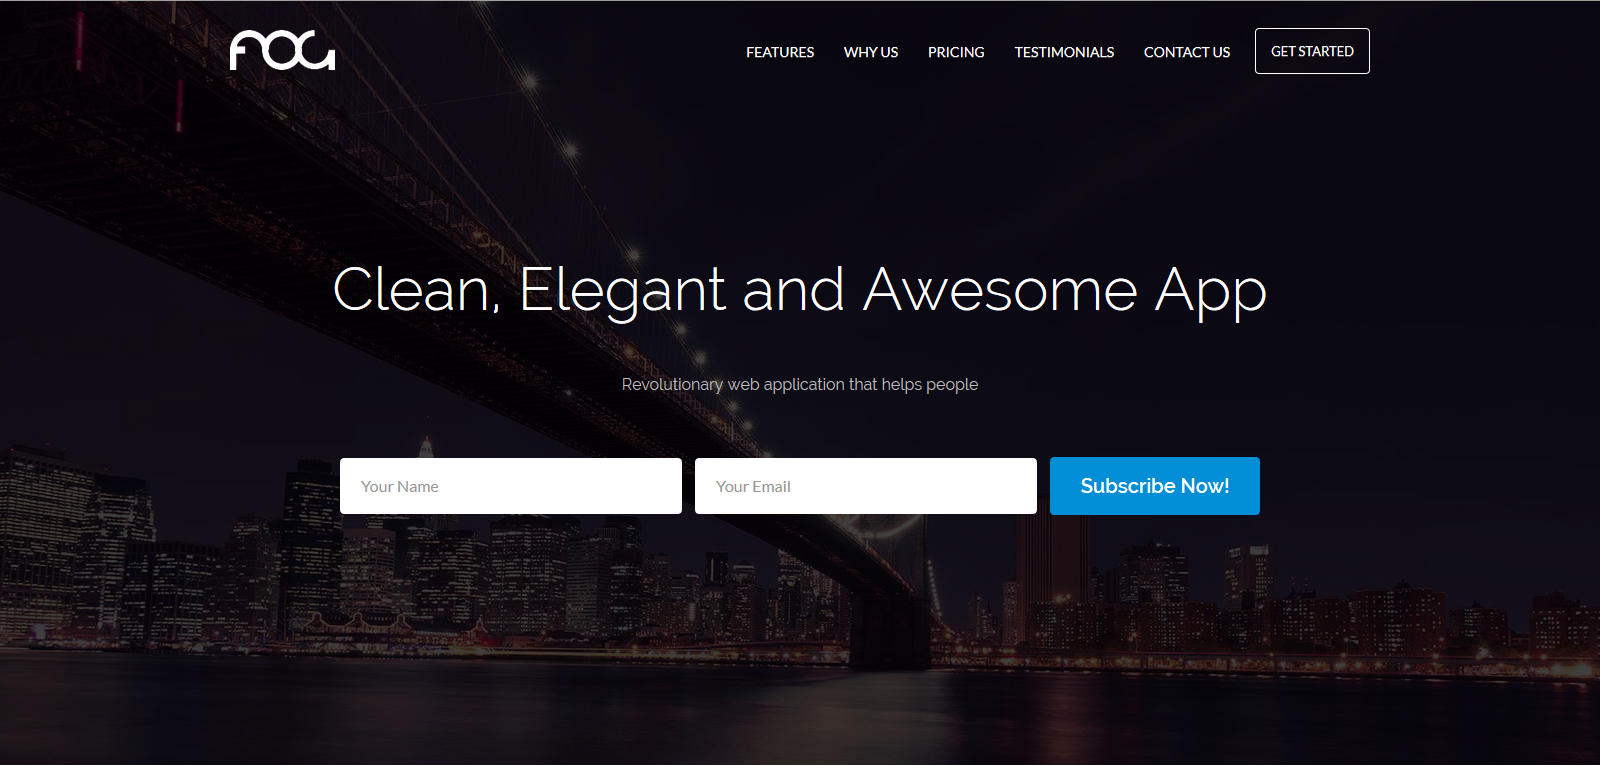 FOG
FEATURES WHY US PRICING TESTIMONIALS CONTACT US GET STARTED
Clean, Elegant and Awesome App
Revolutionary web application that helps people
Your Name Your Email Subscribe Now!